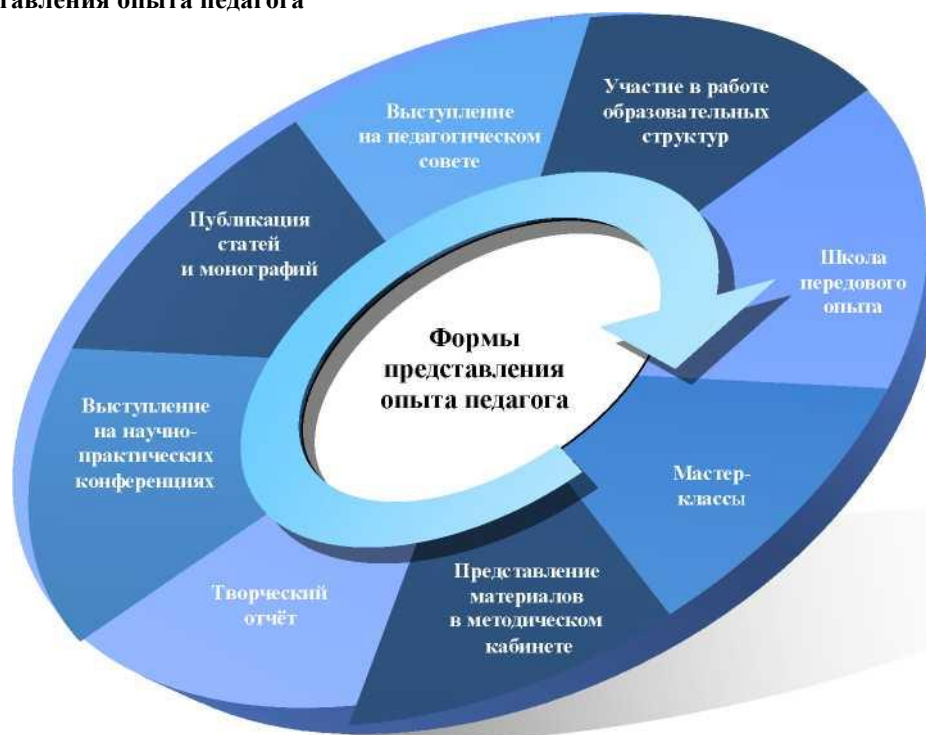 опыта педагога
Участие в работе
образовательных
структур
Выступление
на педагогическом
совете
Публикация
статей
и монографий
Школа
передового
опыта
Формы
представления
опыта педагога
Выступление
на научно-
практических
конференциях
Мастер-
классы
Представление
материалов
в методическом
кабинете
Творческий
отчёт